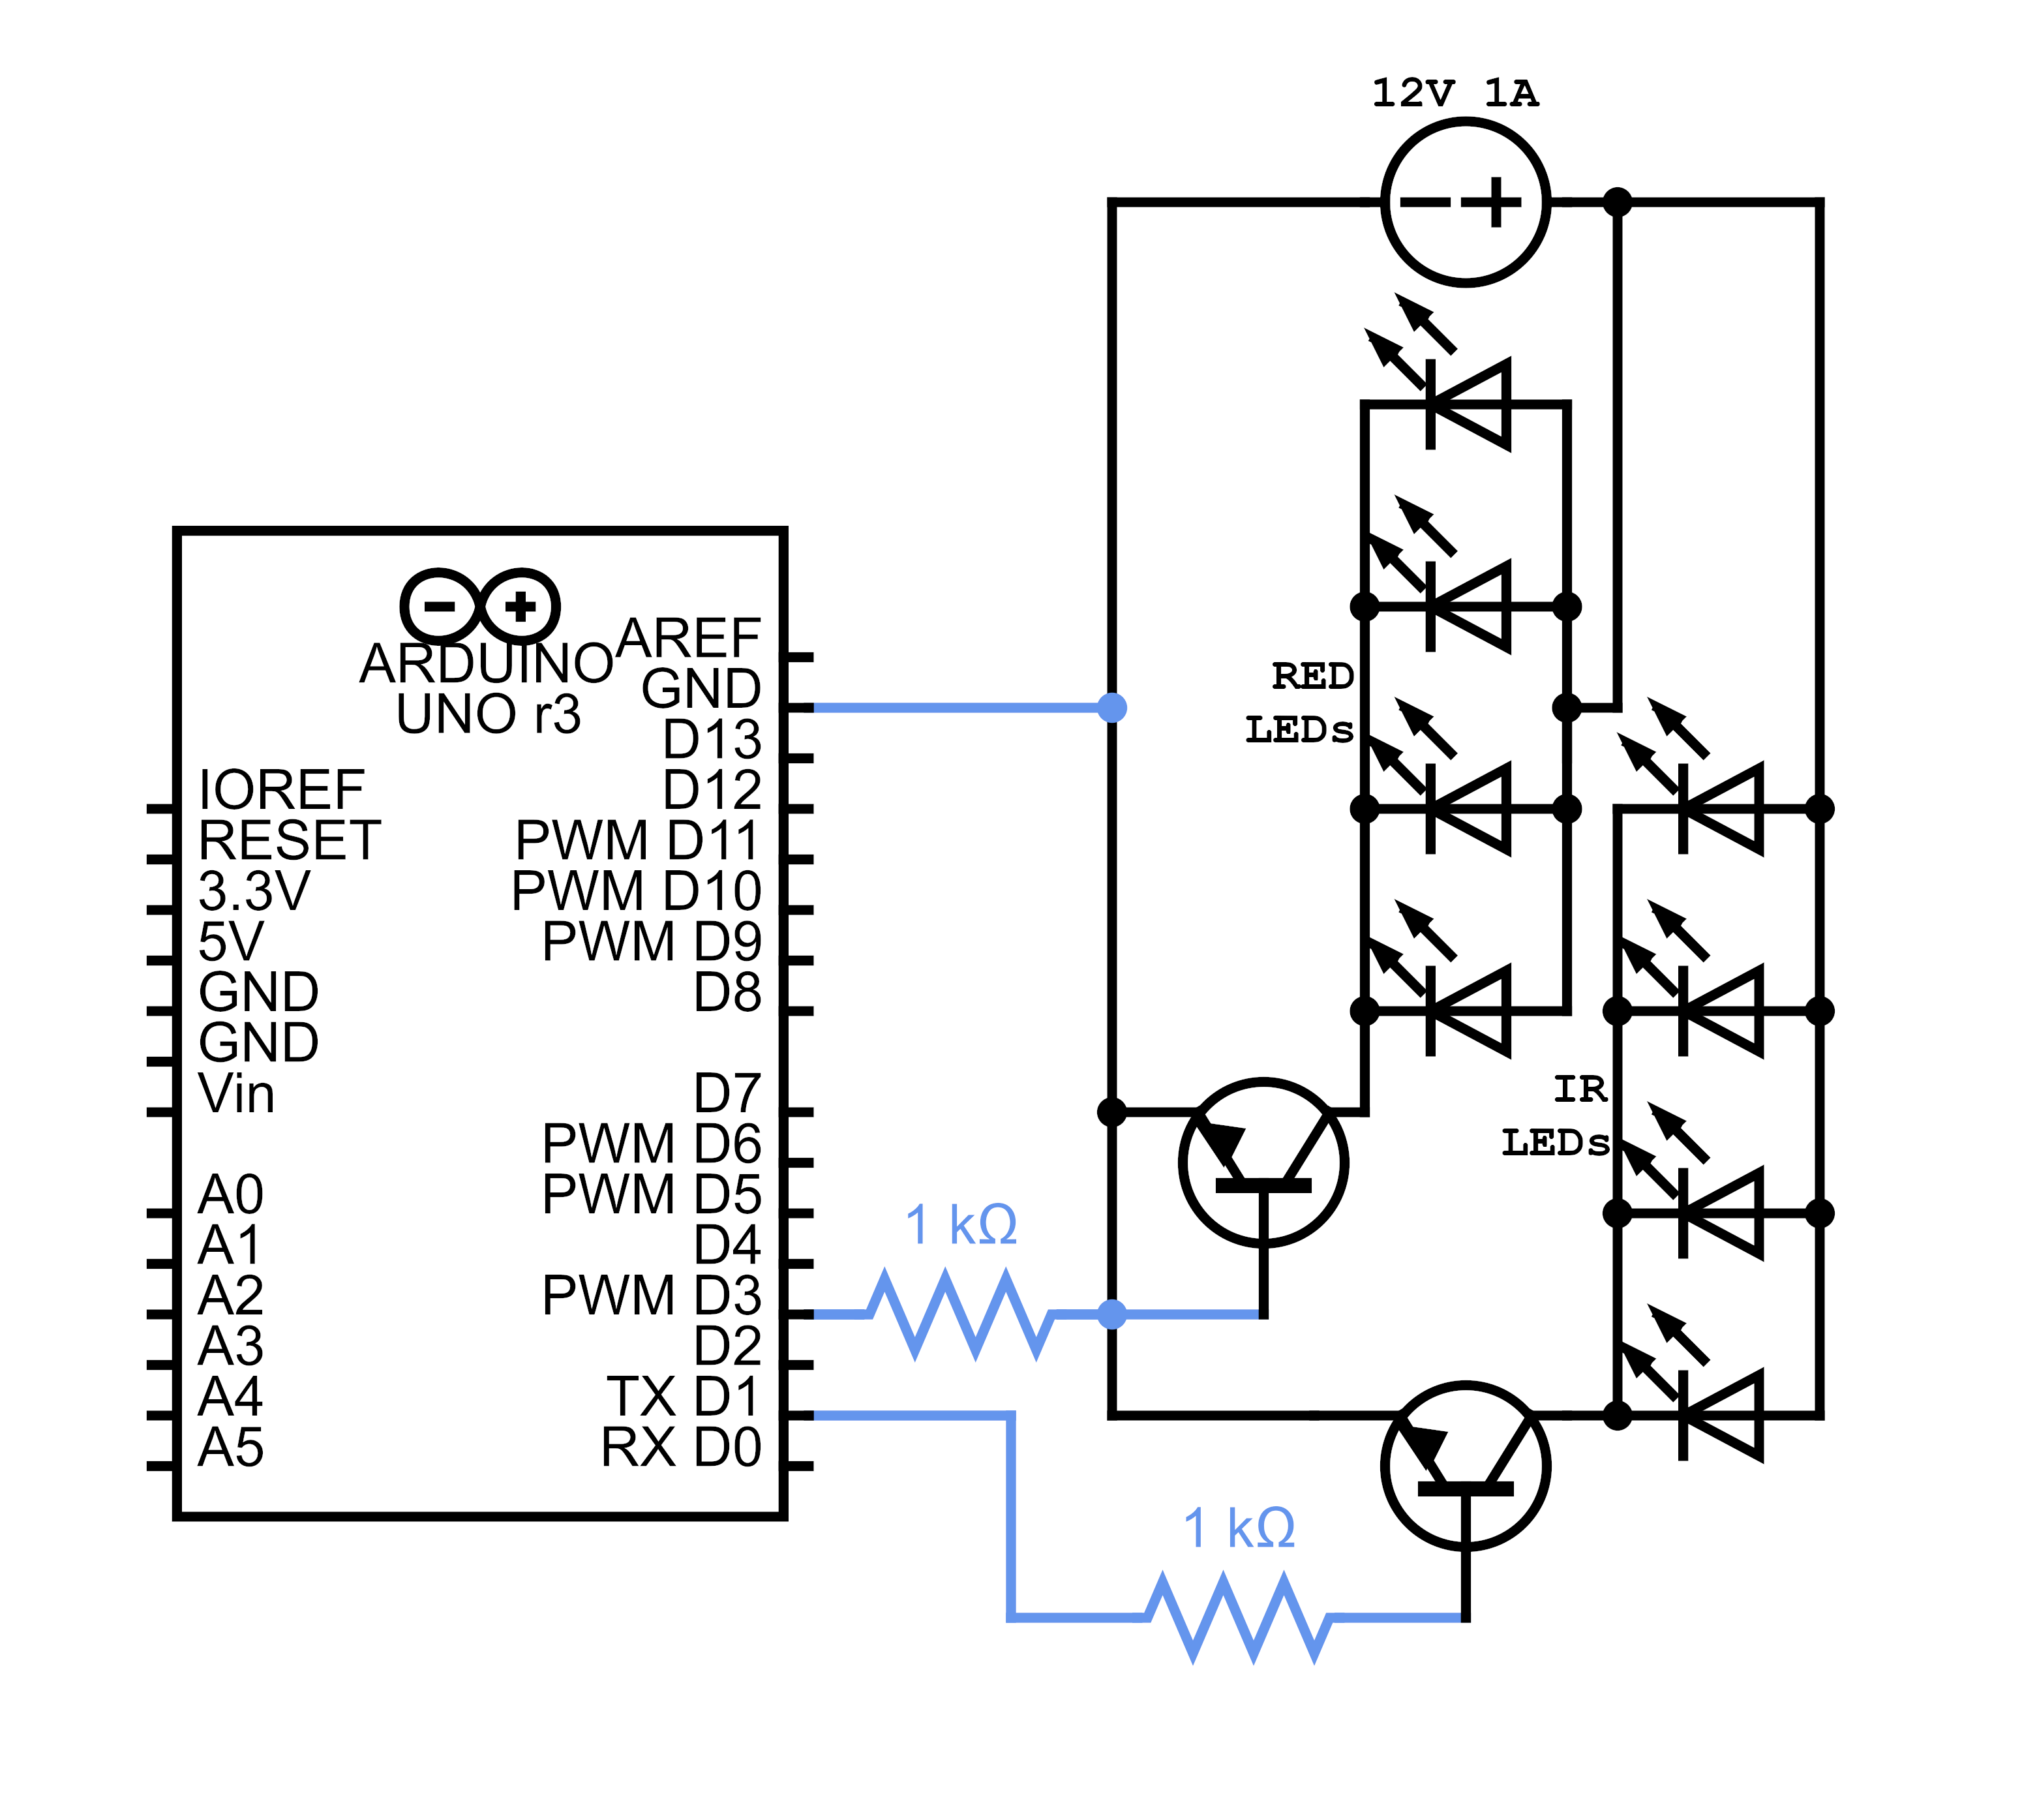 12V 1A
ARDUINO
UNO r3
AREF
GND
D13
D12
PWM D11
PWM D10
PWM D9
D8
D7
PWM D6
PWM D5
D4
PWM D3
D2
TX D1
RX D0
IOREF
RESET
3.3V
5V
GND
GND
Vin
A0
A1
A2
A3
A4
A5
RED
LEDs
IR
LEDs
1 kΩ
1 kΩ